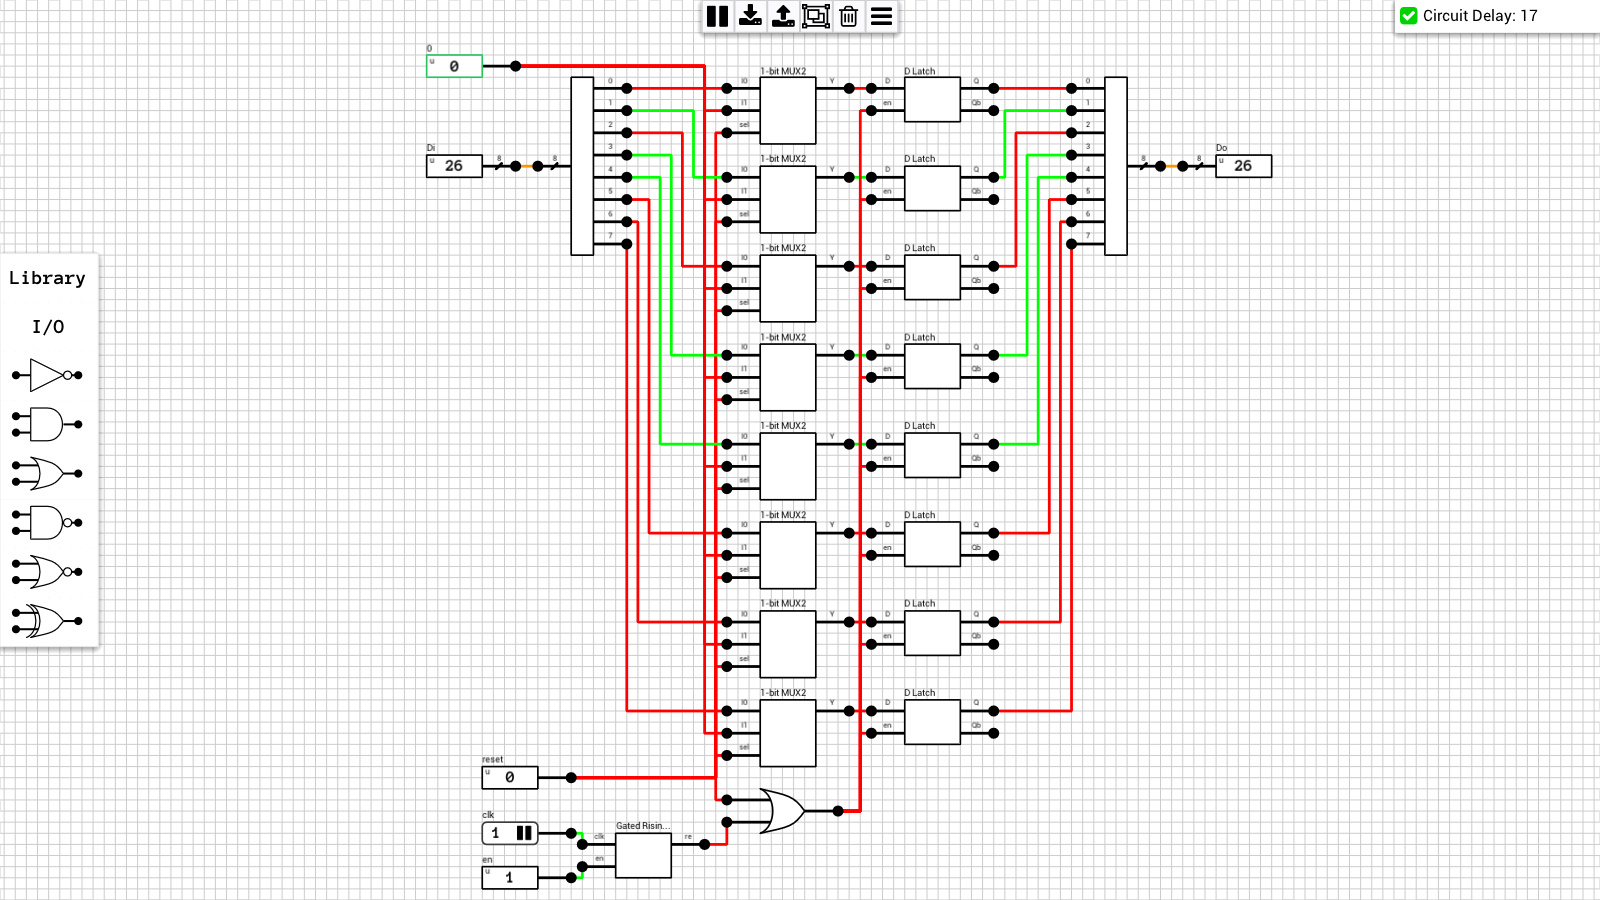 Circuit Delay: 17
0
u 0
Di
u 26
8 8
0
1
2
3
4
5
6
7
1-bit MUX2
I0
I1
sel
Y
D Latch
D
en
Q
Qb
1-bit MUX2
I0
I1
sel
Y
D Latch
D
en
Q
Qb
1-bit MUX2
I0
I1
sel
Y
D Latch
D
en
Q
Qb
1-bit MUX2
I0
I1
sel
Y
D Latch
D
en
Q
Qb
1-bit MUX2
I0
I1
sel
Y
D Latch
D
en
Q
Qb
1-bit MUX2
I0
I1
sel
Y
D Latch
D
en
Q
Qb
1-bit MUX2
I0
I1
sel
Y
D Latch
D
en
Q
Qb
1-bit MUX2
I0
I1
sel
Y
D Latch
D
en
Q
Qb
0
1
2
3
4
5
6
7
8 8
Do
u 26
Library
I/O
reset
u 0
clk
1
en
u 1
Gated Risin...
clk
en
re